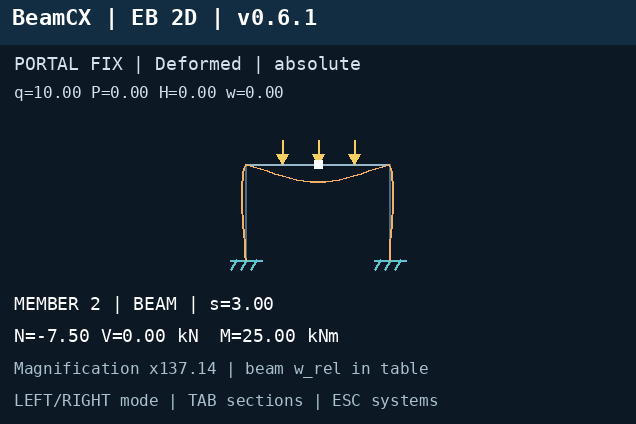 BeamCX | EB 2D | v0.6.1
PORTAL FIX | Deformed | absolute
q=10.00 P=0.00 H=0.00 w=0.00
MEMBER 2 | BEAM | s=3.00
N=-7.50 V=0.00 kN  M=25.00 kNm
Magnification x137.14 | beam w_rel in table
LEFT/RIGHT mode | TAB sections | ESC systems